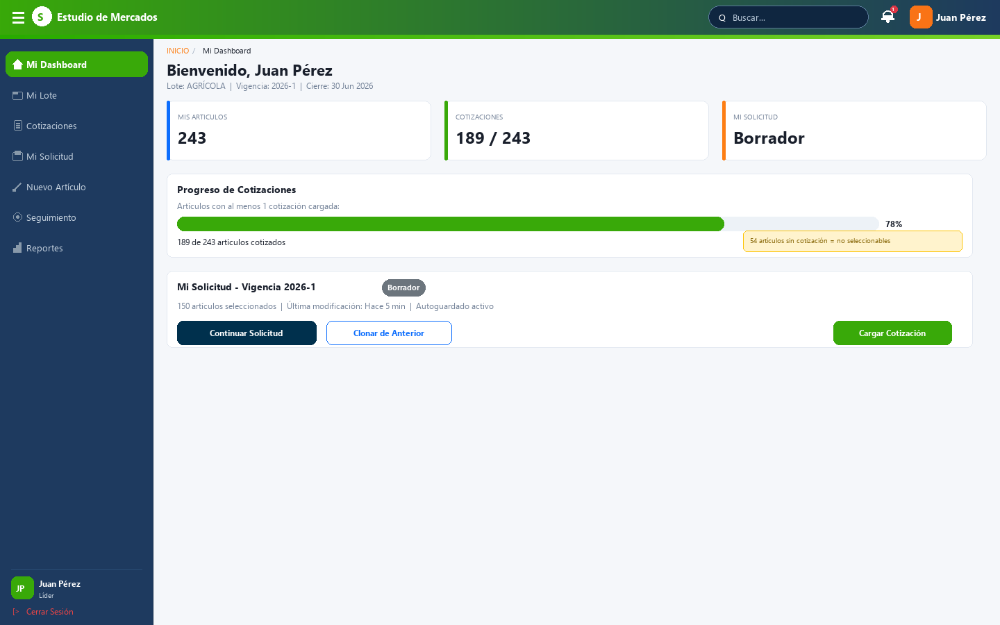 S Estudio de Mercados
Buscar...
1
J Juan Pérez
Mi Dashboard
Mi Lote
Cotizaciones
Mi Solicitud
Nuevo Artículo
Seguimiento
Reportes
JP Juan Pérez
Líder
[> Cerrar Sesión
INICIO / Mi Dashboard
Bienvenido, Juan Pérez
Lote: AGRÍCOLA | Vigencia: 2026-1 | Cierre: 30 Jun 2026
MIS ARTICULOS
243
COTIZACIONES
189 / 243
MI SOLICITUD
Borrador
Progreso de Cotizaciones
Artículos con al menos 1 cotización cargada:
78%
189 de 243 artículos cotizados
54 artículos sin cotización = no seleccionables
Mi Solicitud - Vigencia 2026-1 Borrador
150 artículos seleccionados | Última modificación: Hace 5 min | Autoguardado activo
Continuar Solicitud Clonar de Anterior Cargar Cotización